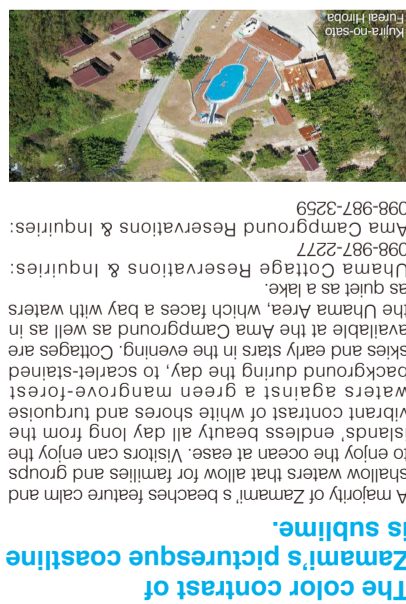 The color contrast of
Zamami's picturesque coastline
is sublime.
A majority of Zamami's beaches feature calm and
shallow waters that allow for families and groups
to enjoy the ocean at ease. Visitors can enjoy the
islands' endless beauty all day long from the
vibrant contrast of white shores and turquoise
waters against a green mangrove-forest
background during the day, to scarlet-stained
skies and early stars in the evening. Cottages are
available at the Ama Campground as well as in
the Uhama Area, which faces a bay with waters
as quiet as a lake.
Uhama Cottage Reservations & Inquiries:
098-987-2277
Ama Campground Reservations & Inquiries:
098-987-3259
Kujira-no-sato
Fureai Hiroba